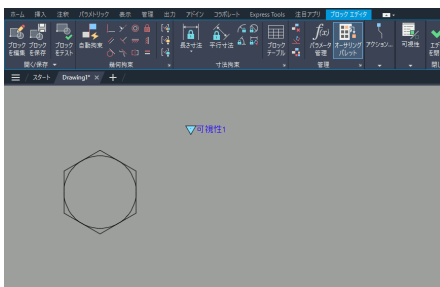 ホーム 挿入 注釈 パラメトリック 表示 管理 出力 アドイン コラボレート Express Tools 注目アプリ ブロック エディタ
ブロック ブロック ブロック 自動拘束 長さ寸法 平行寸法 ブロック パラメータ オーサリング アクション... 可視性 エディ
を編集 を保存 をテスト テーブル 管理 パレット を閉
開く/保存 幾何拘束 寸法拘束 管理 閉じ
スタート Drawing1*
可視性1